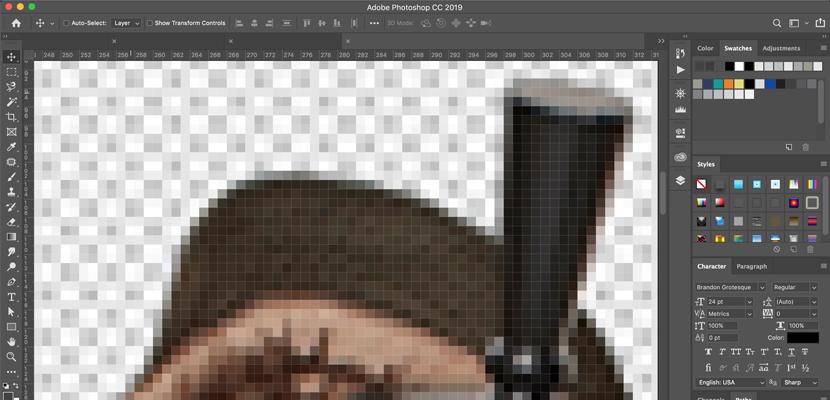 Adobe Photoshop CC 2019
Auto-Select: Layer Show Transform Controls 3D Mode:
248 250 252 254 256 258 260 262 264 266 268 270 272 274 276 278 280 282 284 286 288 290 292 294 296 298 300 302 304 306 308 310 312
Color Swatches Adjustments
Styles
Character Paragraph
Brandon Grotesque Regular
24 pt (Auto)
Metrics 0
100% 100%
0 pt Color:
English: USA Sharp
Channels Paths